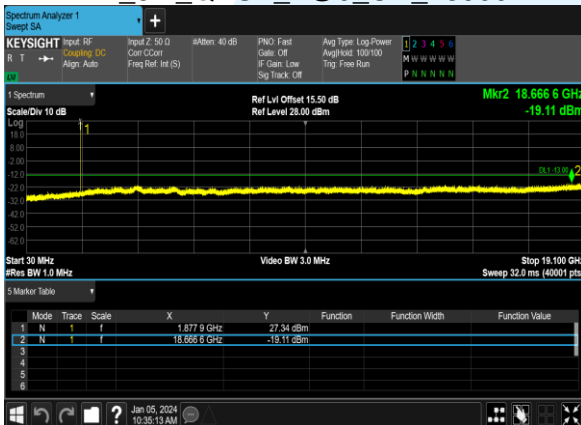 Spectrum Analyzer 1
Swept SA
+
KEYSIGHT Input: RF Input Z: 50 Ω #Atten: 40 dB PNO: Fast Avg Type: Log-Power 1 2 3 4 5 6
R T Coupling: DC Corr CCorr Gate: Off Avg|Hold: 100/100 M W W W W W
Align: Auto Freq Ref: Int (S) IF Gain: Low Trig: Free Run
Sig Track: Off P N N N N N
LV
1 Spectrum Ref Lvl Offset 15.50 dB Mkr2 18.666 6 GHz
Scale/Div 10 dB Ref Level 28.00 dBm -19.11 dBm
Log
18.0
1
8.00
-2.00
-12.0 DL1 -13.00 2
-22.0
-32.0
-42.0
-52.0
-62.0
Start 30 MHz Video BW 3.0 M Stop 19.100 GH
#Res BW 1.0 MHz Sweep 32.0 ms (40001 pts
5 Marker Table
Mode Trace Scale X Y Function Function Width Function Value
1 N 1 f 1.877 9 GHz 27.34 dBm
2 N 1 f 18.666 6 GHz -19.11 dBm
3
4
5
6
? Jan 05, 2024
10:35:13 AM